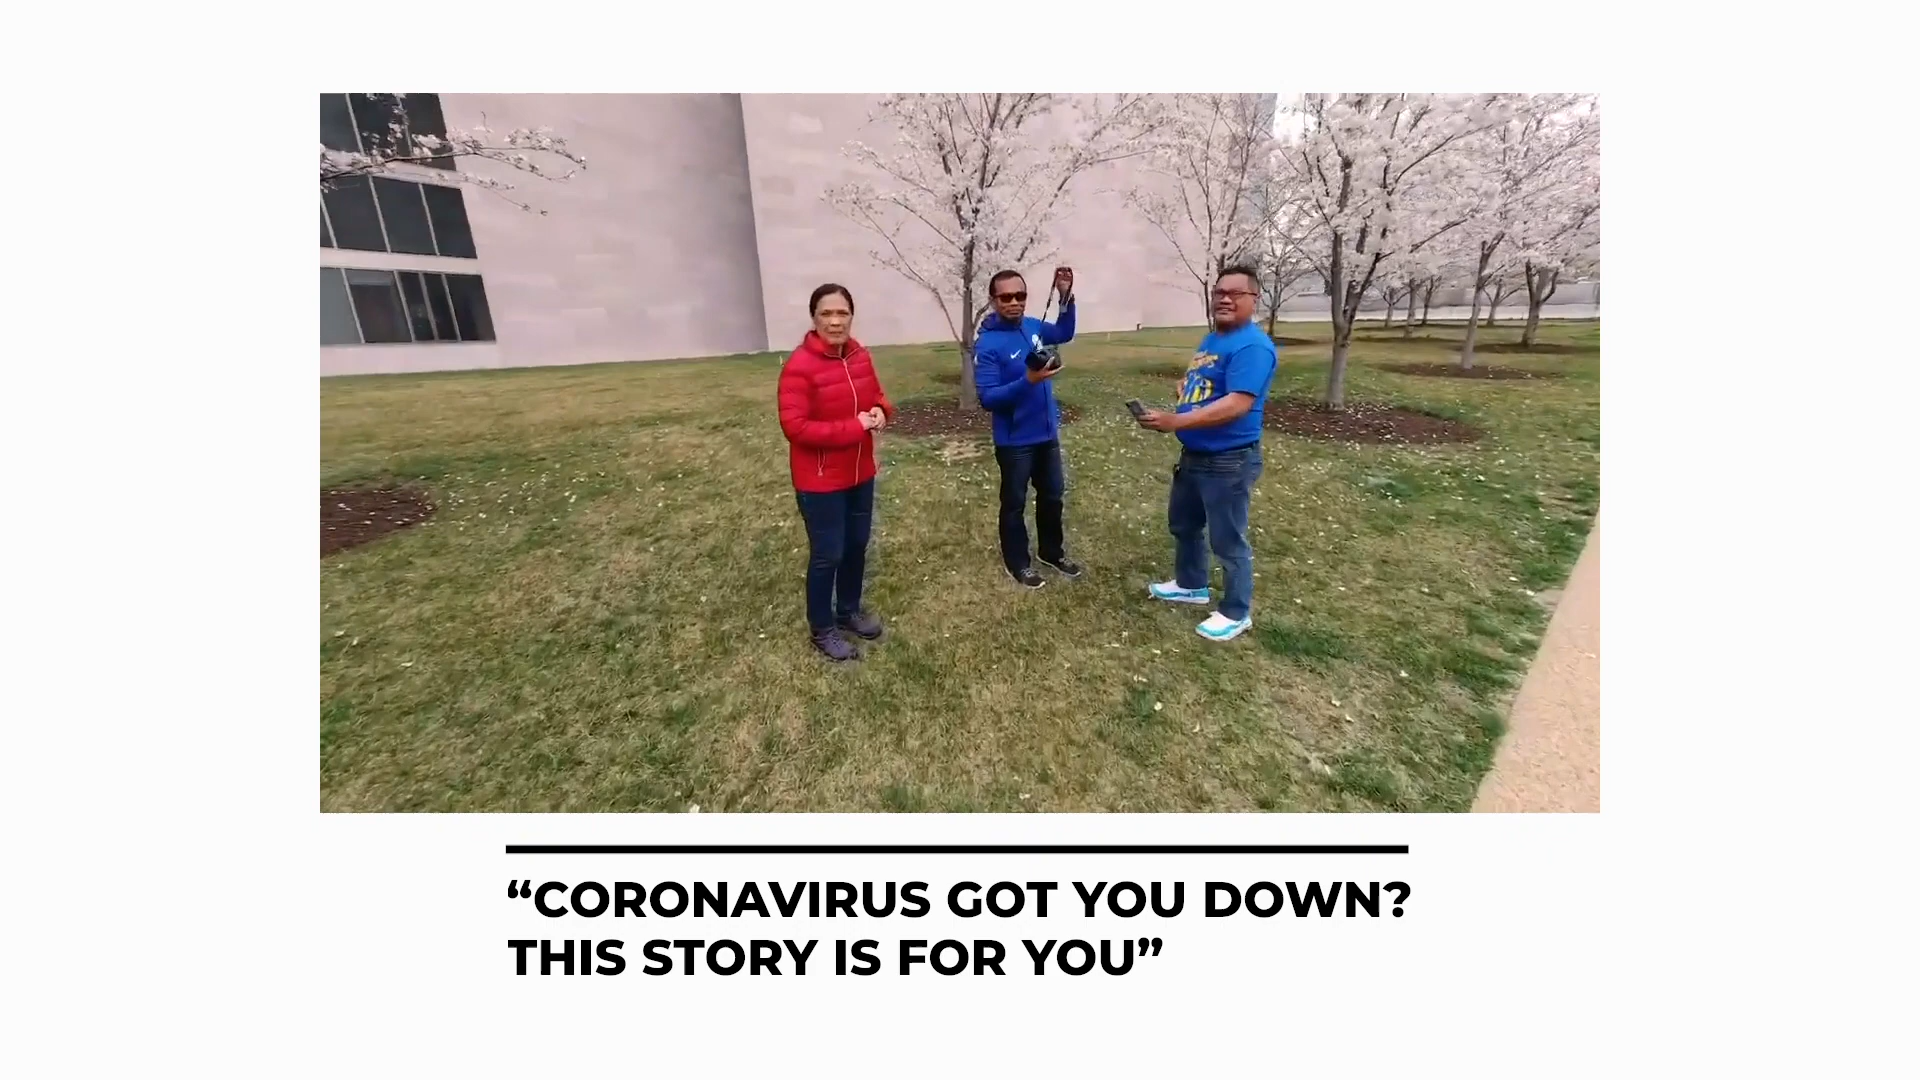 “CORONAVIRUS GOT YOU DOWN?
THIS STORY IS FOR YOU”